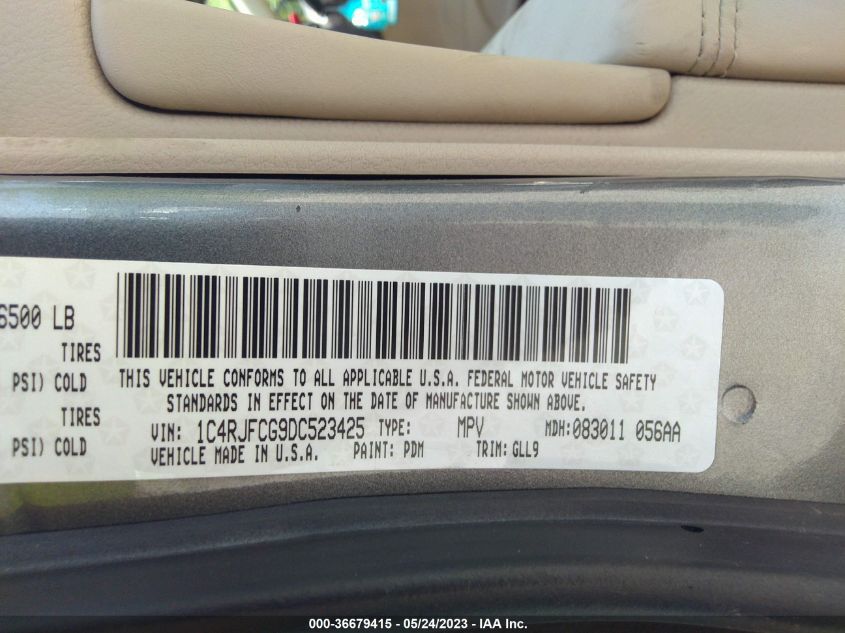 6500 LB
TIRES
PSI) COLD
TIRES
PSI) COLD
THIS VEHICLE CONFORMS TO ALL APPLICABLE U.S.A. FEDERAL MOTOR VEHICLE SAFETY
STANDARDS IN EFFECT ON THE DATE OF MANUFACTURE SHOWN ABOVE.
VIN: 1C4RJFCG9DC523425 TYPE: MPV MDH:083011 056AA
VEHICLE MADE IN U.S.A. PAINT: PDM TRIM:GLL9
000-36679415 - 05/24/2023 - IAA Inc.